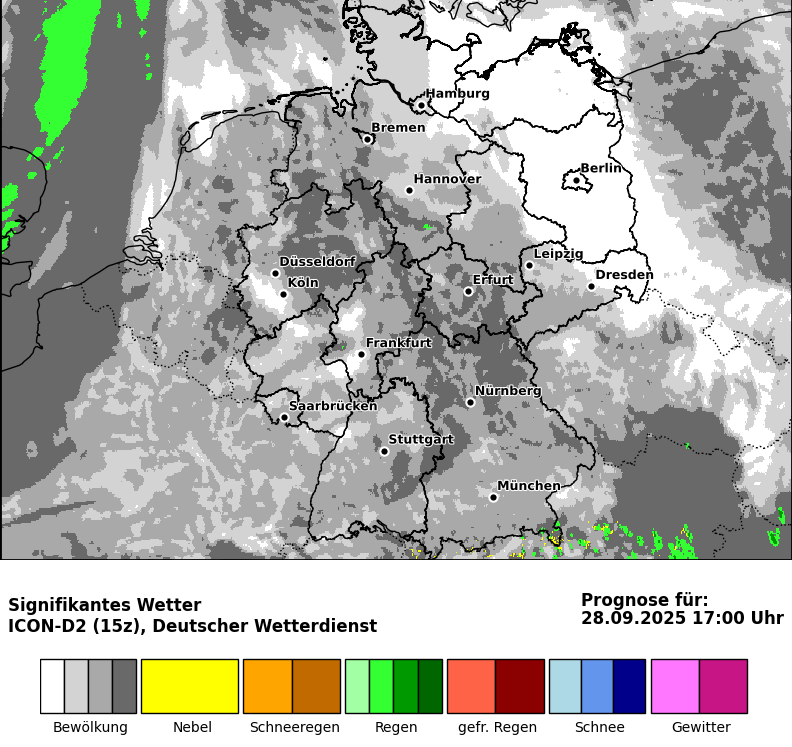 Hamburg
Bremen
Berlin
Hannover
Leipzig
Düsseldorf
Dresden
Köln
Erfurt
Frankfurt
Nürnberg
Saarbrücken
Stuttgart
München
Signifikantes Wetter
ICON-D2 (15z), Deutscher Wetterdienst
Prognose für:
28.09.2025 17:00 Uhr
Bewölkung
Nebel
Schneeregen
Regen
gefr. Regen
Schnee
Gewitter